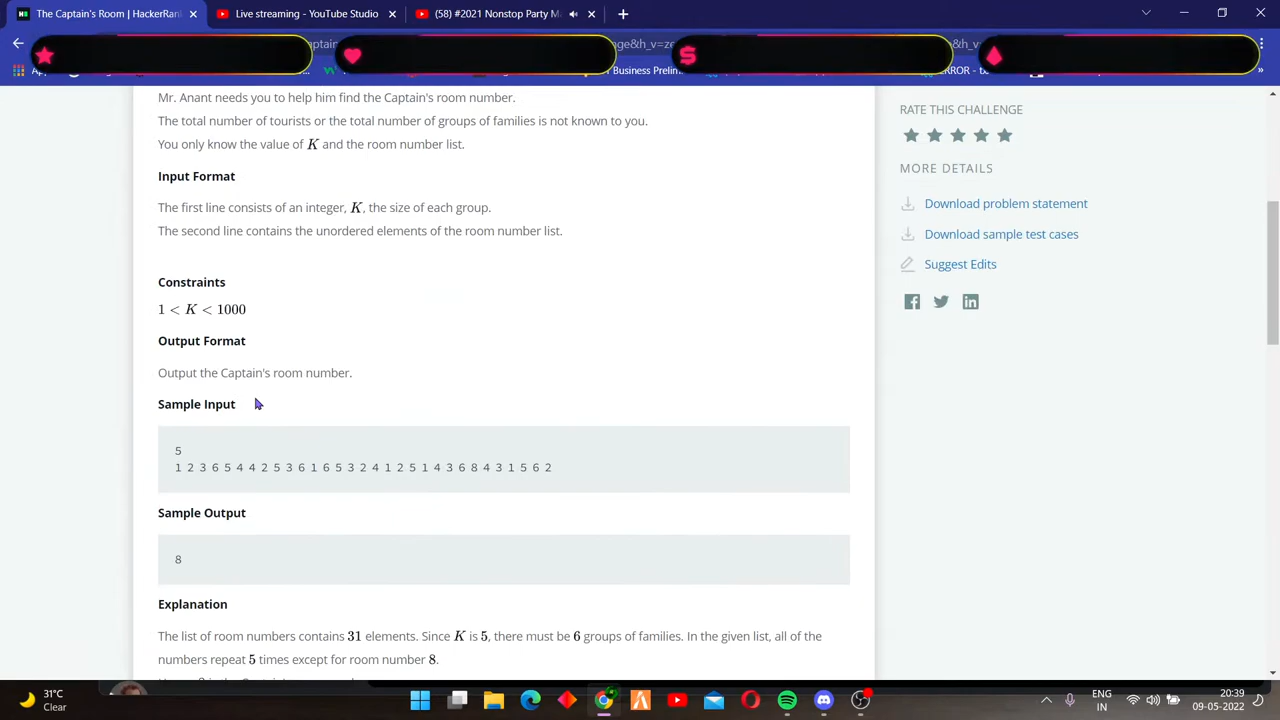 The Captain's Room | HackerRan
Live streaming - YouTube Studio
(58) #2021 Nonstop Party M
ge&h_v=ze
&h_v=
Business Prelim
RROR
Mr. Anant needs you to help him find the Captain's room number.
The total number of tourists or the total number of groups of families is not known to you.
You only know the value of K and the room number list.
Input Format
The first line consists of an integer, K, the size of each group.
The second line contains the unordered elements of the room number list.
Constraints
1 < K < 1000
Output Format
Output the Captain's room number.
Sample Input
5
1 2 3 6 5 4 4 2 5 3 6 1 6 5 3 2 4 1 2 5 1 4 3 6 8 4 3 1 5 6 2
Sample Output
8
Explanation
The list of room numbers contains 31 elements. Since K is 5, there must be 6 groups of families. In the given list, all of the
numbers repeat 5 times except for room number 8.
RATE THIS CHALLENGE
MORE DETAILS
Download problem statement
Download sample test cases
Suggest Edits
31°C
Clear
ENG
IN
20:39
09-05-2022